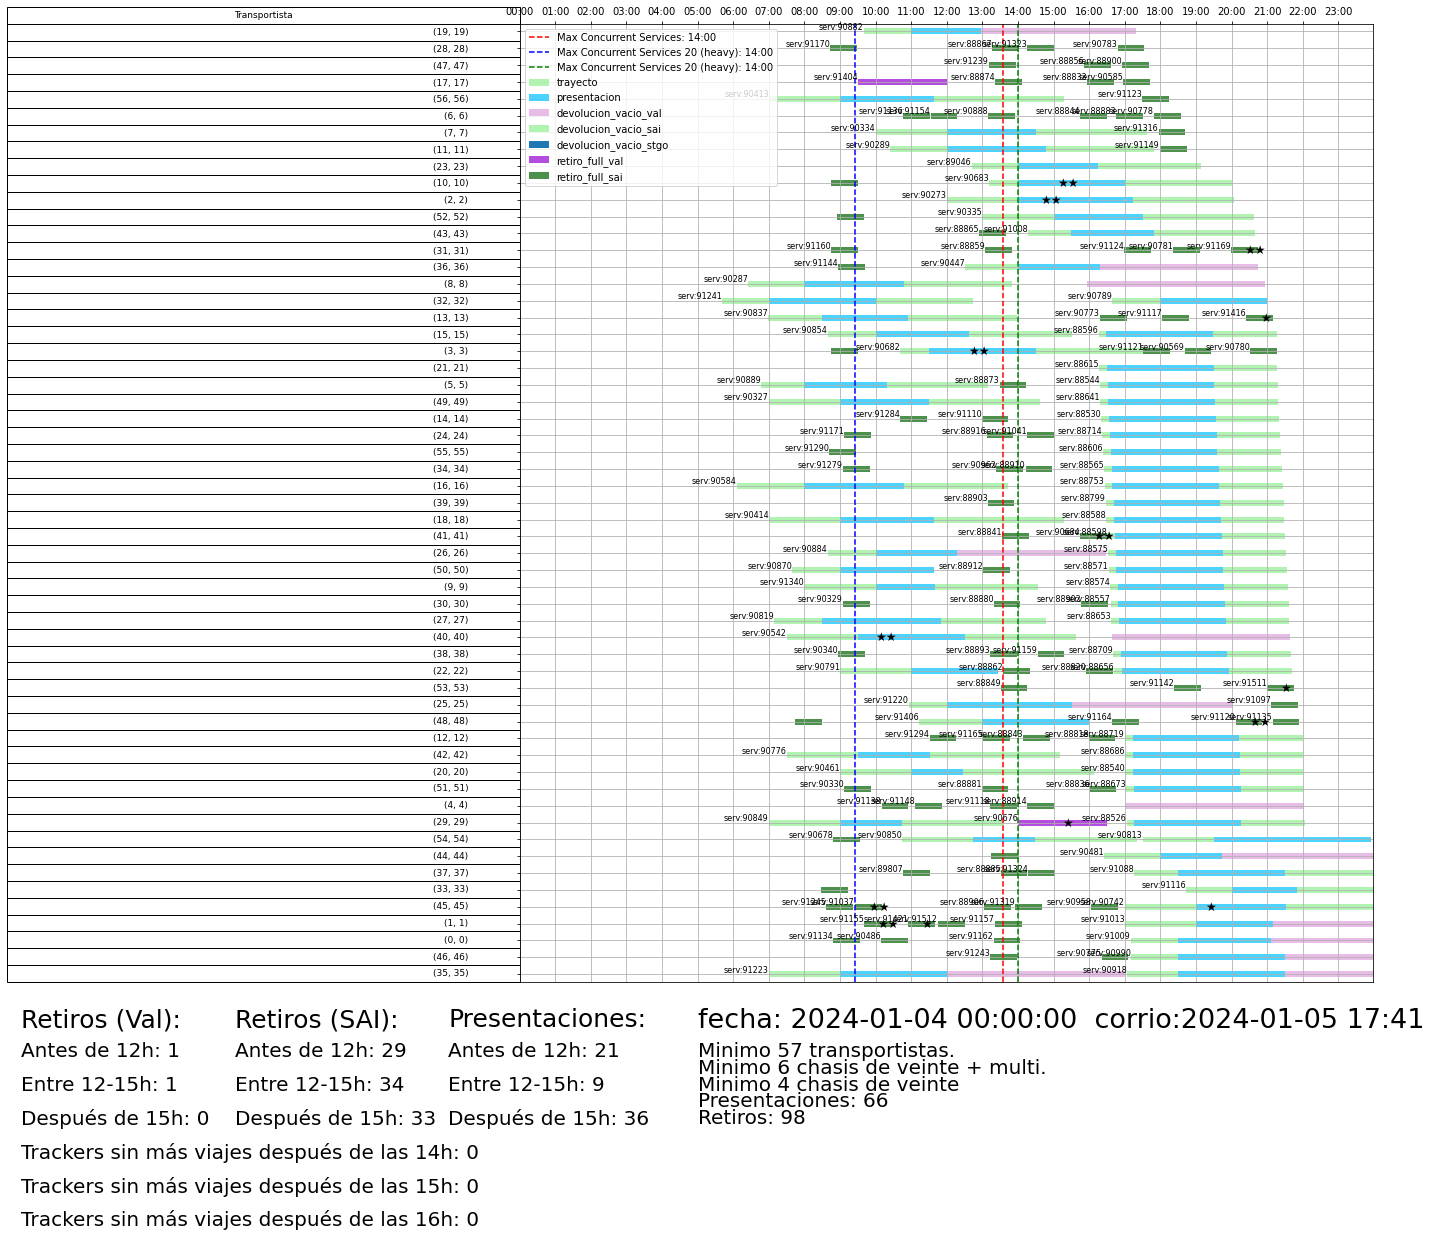 Transportista
00:00 01:00 02:00 03:00 04:00 05:00 06:00 07:00 08:00 09:00 10:00 11:00 12:00 13:00 14:00 15:00 16:00 17:00 18:00 19:00 20:00 21:00 22:00 23:00
Max Concurrent Services: 14:00
Max Concurrent Services 20 (heavy): 14:00
Max Concurrent Services 20 (heavy): 14:00
trayecto
presentacion
devolucion_vacio_val
devolucion_vacio_sai
devolucion_vacio_stgo
retiro_full_val
retiro_full_sai
(19, 19) serv:90882
(28, 28) serv:91170 serv:91323 serv:90783
(47, 47) serv:91239 serv:88856 serv:88900
(17, 17) serv:91404 serv:88874 serv:90585
(56, 56) serv:90413 serv:91123
(6, 6) serv:91154 serv:90888 serv:88844 serv:88883 serv:90778
(7, 7) serv:90334 serv:91316
(11, 11) serv:90289 serv:91149
(23, 23) serv:89046
(10, 10) serv:90683
(2, 2) serv:90273
(52, 52) serv:90335
(43, 43) serv:88865 serv:91008
(31, 31) serv:91160 serv:88859 serv:91124 serv:90781 serv:91169
(36, 36) serv:91144 serv:90447
(8, 8) serv:90287
(32, 32) serv:91241 serv:90789
(13, 13) serv:90837 serv:90773 serv:91117 serv:91416
(15, 15) serv:90854 serv:88596
(3, 3) serv:90682 serv:90569 serv:90780
(21, 21) serv:88615
(5, 5) serv:90889 serv:88873 serv:88544
(49, 49) serv:90327 serv:88641
(14, 14) serv:91284 serv:91110 serv:88530
(24, 24) serv:91171 serv:88916 serv:91041 serv:88714
(55, 55) serv:91290 serv:88606
(34, 34) serv:91279 serv:88910 serv:88565
(16, 16) serv:90584 serv:88753
(39, 39) serv:88903 serv:88799
(18, 18) serv:90414 serv:88588
(41, 41) serv:88841 serv:90684 serv:88598
(26, 26) serv:90884 serv:88575
(50, 50) serv:90870 serv:88912 serv:88571
(9, 9) serv:91340 serv:88574
(30, 30) serv:90329 serv:88880 serv:88557
(27, 27) serv:90819 serv:88653
(40, 40) serv:90542
(38, 38) serv:90340 serv:88893 serv:91159 serv:88709
(22, 22) serv:90791 serv:88862 serv:88656
(53, 53) serv:88849 serv:91142 serv:91511
(25, 25) serv:91220 serv:91097
(48, 48) serv:91406 serv:91164 serv:91135
(12, 12) serv:91294 serv:91165 serv:88843 serv:88719
(42, 42) serv:90776 serv:88686
(20, 20) serv:90461 serv:88540
(51, 51) serv:90330 serv:88881 serv:88836 serv:88673
(4, 4) serv:91148 serv:91118 serv:88914
(29, 29) serv:90849 serv:90676 serv:88526
(54, 54) serv:90678 serv:90850 serv:90813
(44, 44) serv:90481
(37, 37) serv:89807 serv:91324 serv:91088
(33, 33) serv:91116
(45, 45) serv:91037 serv:88906 serv:91319 serv:90958 serv:90742
(1, 1) serv:91155 serv:91512 serv:91157 serv:91013
(0, 0) serv:91134 serv:90486 serv:91162 serv:91009
(46, 46) serv:91243 serv:90775 serv:90990
(35, 35) serv:91223 serv:90918
Retiros (Val): Retiros (SAI): Presentaciones: fecha: 2024-01-04 00:00:00 corrio:2024-01-05 17:41
Antes de 12h: 1 Antes de 12h: 29 Antes de 12h: 21 Minimo 57 transportistas.
Minimo 6 chasis de veinte + multi.
Entre 12-15h: 1 Entre 12-15h: 34 Entre 12-15h: 9 Minimo 4 chasis de veinte
Presentaciones: 66
Después de 15h: 0 Después de 15h: 33 Después de 15h: 36 Retiros: 98
Trackers sin más viajes después de las 14h: 0
Trackers sin más viajes después de las 15h: 0
Trackers sin más viajes después de las 16h: 0